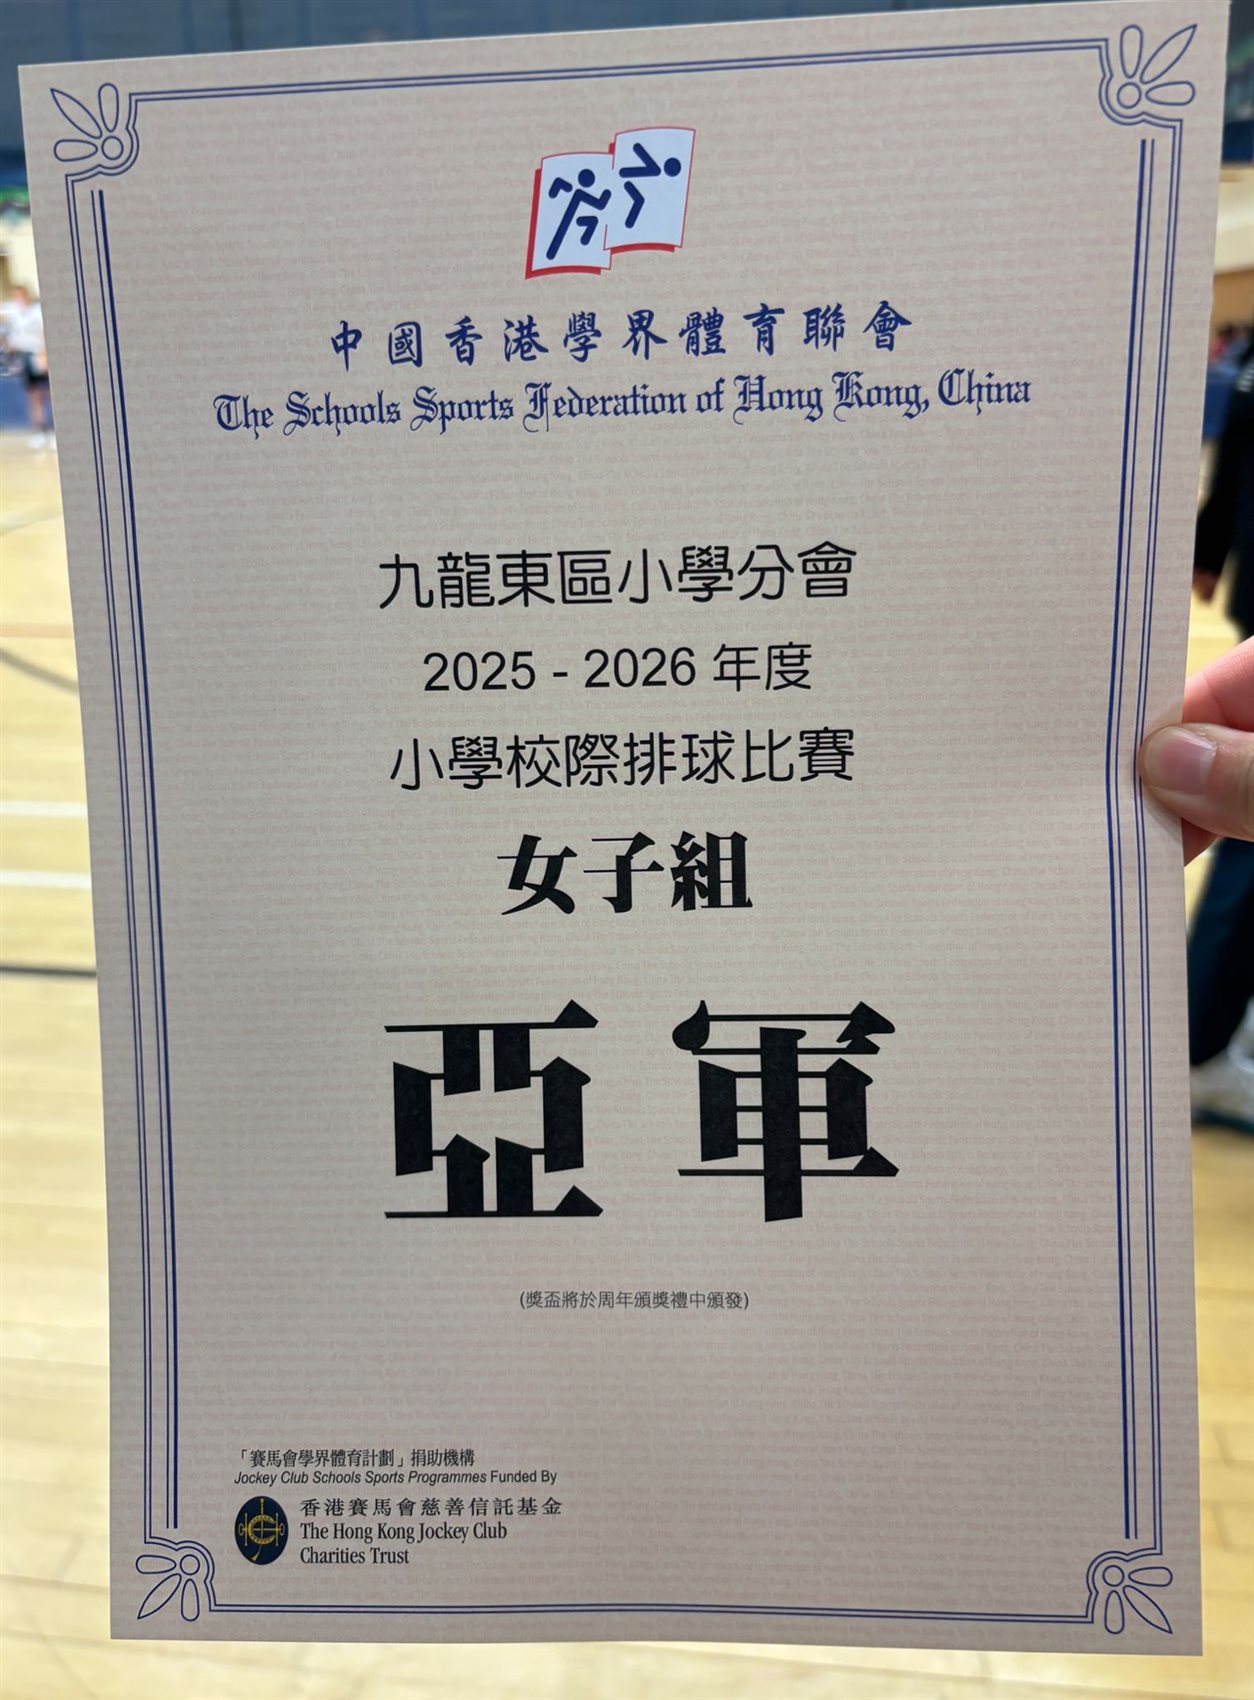 中國香港學界體育聯會
The Schools Sports Federation of Hong Kong, China
九龍東區小學分會
2025 - 2026 年度
小學校際排球比賽
女子組
亞軍
(獎盃將於周年頒獎禮中頒發)
「賽馬會學界體育計劃」捐助機構
Jockey Club Schools Sports Programmes Funded By
香港賽馬會慈善信託基金
The Hong Kong Jockey Club
Charities Trust